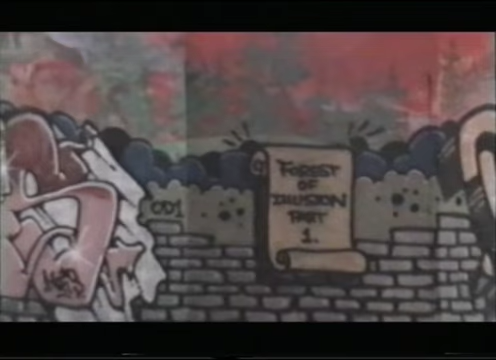 OD1
FOREST
OF
ILLUSION
PART
1.